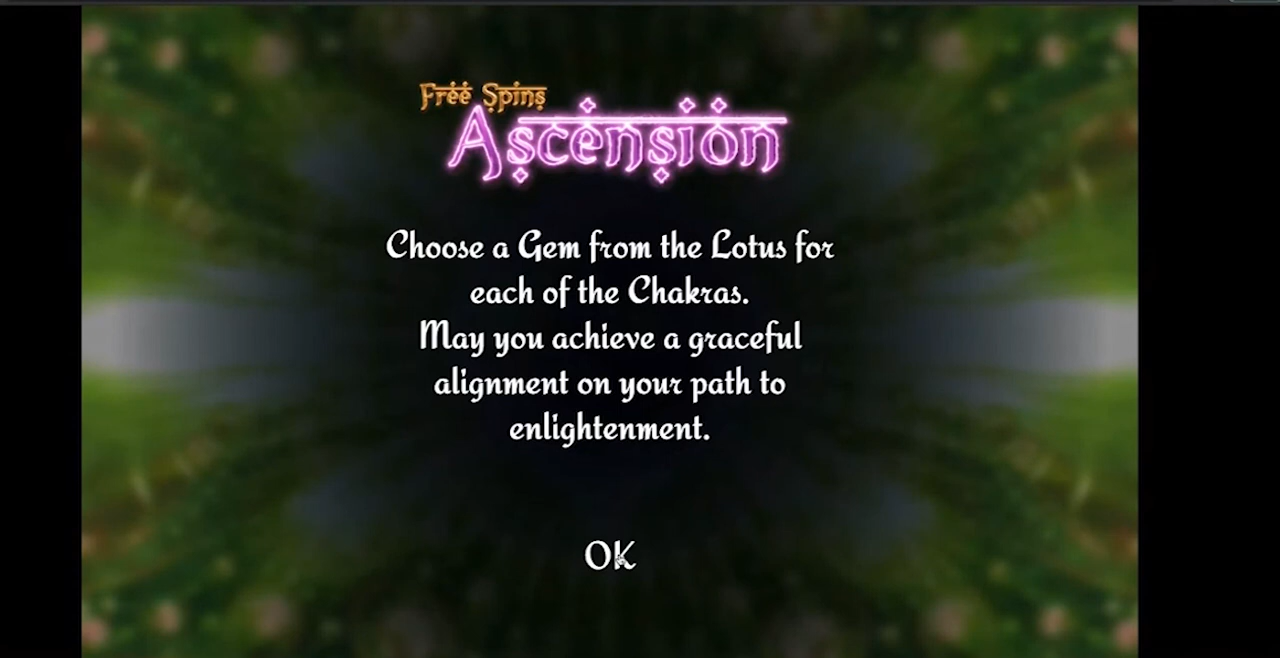 Free Spins
Ascension
Choose a Gem from the Lotus for
each of the Chakras.
May you achieve a graceful
alignment on your path to
enlightenment.
OK